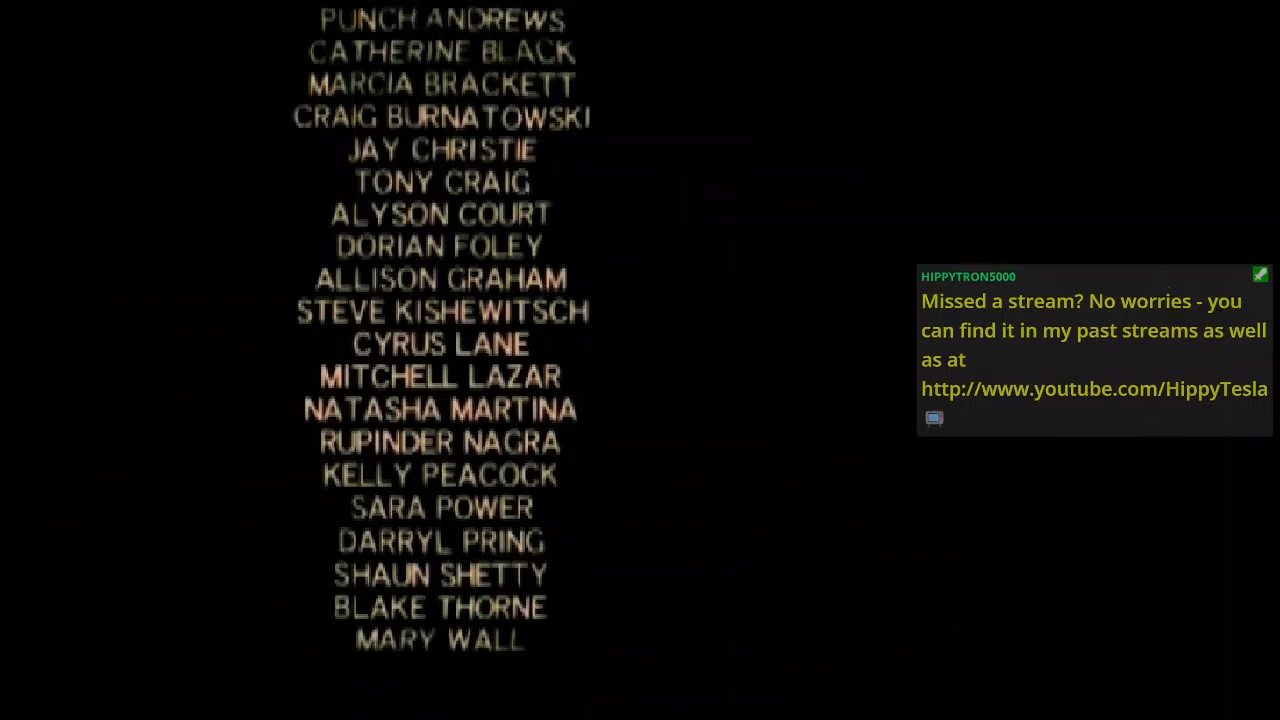 PUNCH ANDREWS
CATHERINE BLACK
MARCIA BRACKETT
CRAIG BURNATOWSKI
JAY CHRISTIE
TONY CRAIG
ALYSON COURT
DORIAN FOLEY
ALLISON GRAHAM
STEVE KISHEWITSCH
CYRUS LANE
MITCHELL LAZAR
NATASHA MARTINA
RUPINDER NAGRA
KELLY PEACOCK
SARA POWER
DARRYL PRING
SHAUN SHETTY
BLAKE THORNE
MARY WALL
HIPPYTRON5000
Missed a stream? No worries - you
can find it in my past streams as well
as at
http://www.youtube.com/HippyTesla